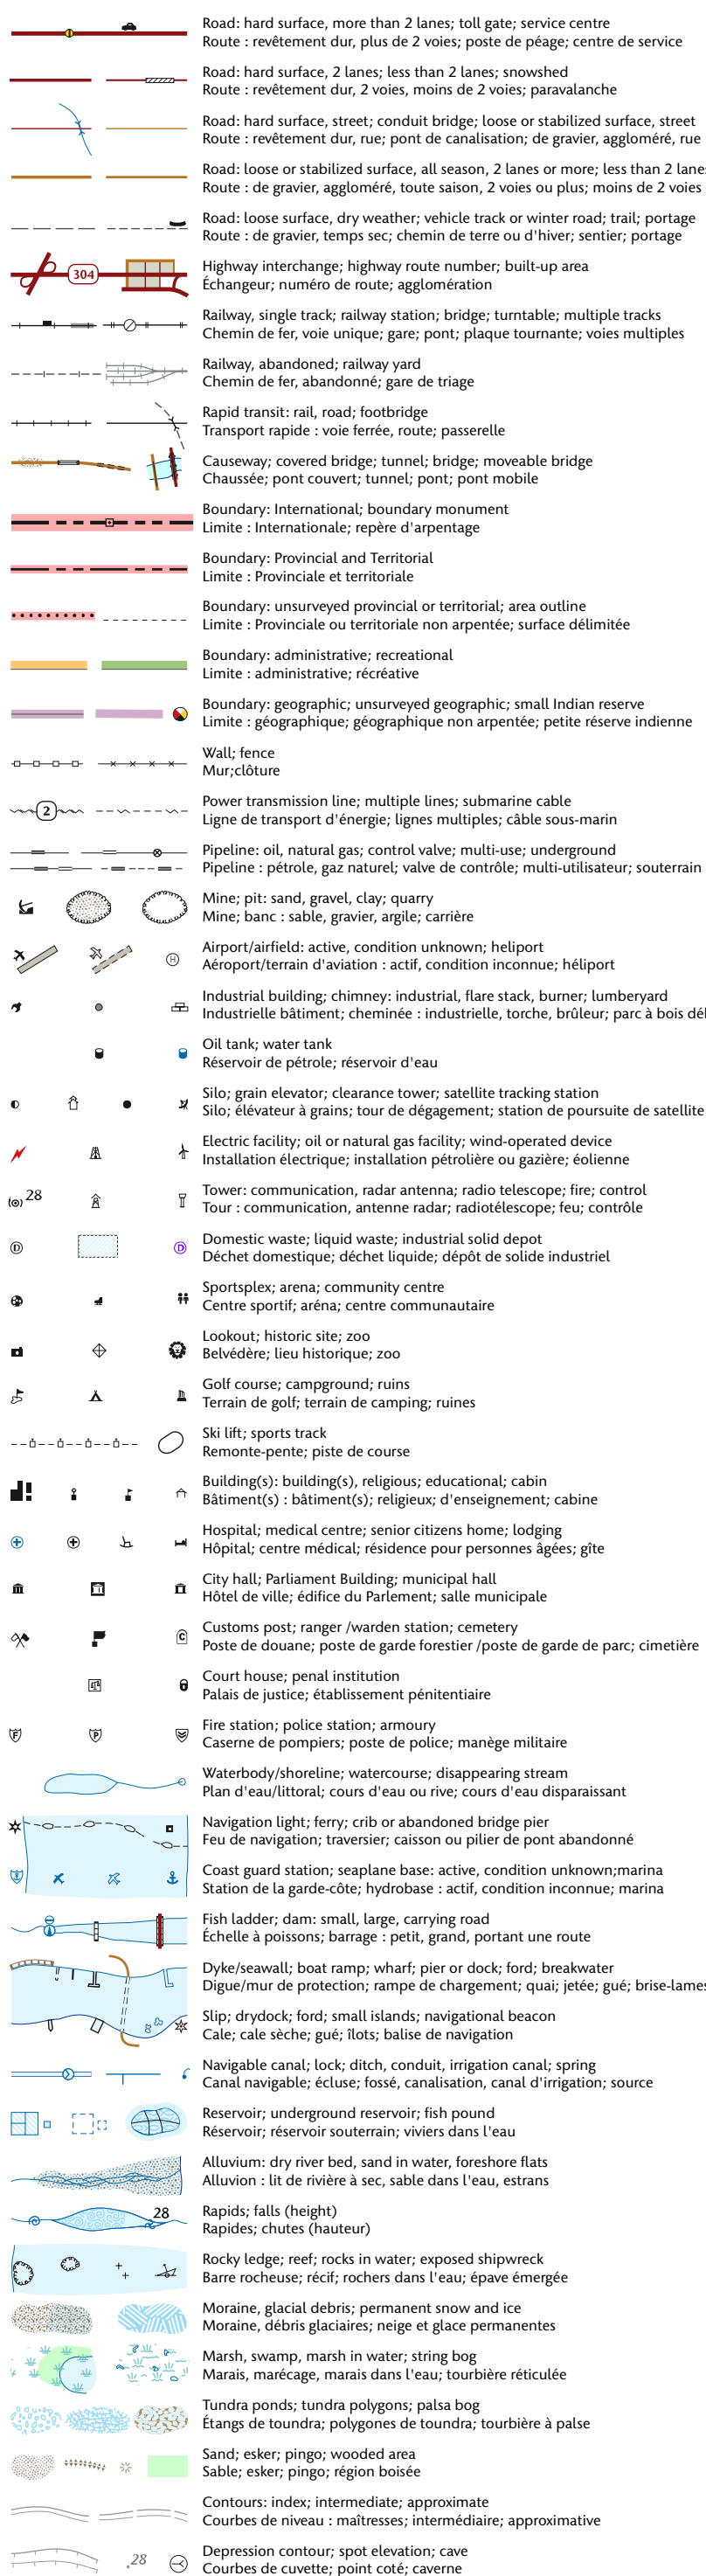 Road: hard surface, more than 2 lanes; toll gate; service centre
Route : revêtement dur, plus de 2 voies; poste de péage; centre de service
Road: hard surface, 2 lanes; less than 2 lanes; snowshed
Route : revêtement dur, 2 voies, moins de 2 voies; paravalanche
Road: hard surface, street; conduit bridge; loose or stabilized surface, street
Route : revêtement dur, rue; pont de canalisation; de gravier, aggloméré, rue
Road: loose or stabilized surface, all season, 2 lanes or more; less than 2 lanes
Route : de gravier, aggloméré, toute saison, 2 voies ou plus; moins de 2 voies
Road: loose surface, dry weather; vehicle track or winter road; trail; portage
Route : de gravier, temps sec; chemin de terre ou d'hiver; sentier; portage
304
Highway interchange; highway route number; built-up area
Échangeur; numéro de route; agglomération
Railway, single track; railway station; bridge; turntable; multiple tracks
Chemin de fer, voie unique; gare; pont; plaque tournante; voies multiples
Railway, abandoned; railway yard
Chemin de fer, abandonné; gare de triage
Rapid transit: rail, road; footbridge
Transport rapide : voie ferrée, route; passerelle
Causeway; covered bridge; tunnel; bridge; moveable bridge
Chaussée; pont couvert; tunnel; pont; pont mobile
Boundary: International; boundary monument
Limite : Internationale; repère d'arpentage
Boundary: Provincial and Territorial
Limite : Provinciale et territoriale
Boundary: unsurveyed provincial or territorial; area outline
Limite : Provinciale ou territoriale non arpentée; surface délimitée
Boundary: administrative; recreational
Limite : administrative; récréative
Boundary: geographic; unsurveyed geographic; small Indian reserve
Limite : géographique; géographique non arpentée; petite réserve indienne
Wall; fence
Mur;clôture
2
Power transmission line; multiple lines; submarine cable
Ligne de transport d'énergie; lignes multiples; câble sous-marin
Pipeline: oil, natural gas; control valve; multi-use; underground
Pipeline : pétrole, gaz naturel; valve de contrôle; multi-utilisateur; souterrain
Mine; pit: sand, gravel, clay; quarry
Mine; banc : sable, gravier, argile; carrière
H
Airport/airfield: active, condition unknown; heliport
Aéroport/terrain d'aviation : actif, condition inconnue; héliport
Industrial building; chimney: industrial, flare stack, burner; lumberyard
Industrielle bâtiment; cheminée : industrielle, torche, brûleur; parc à bois dé
Oil tank; water tank
Réservoir de pétrole; réservoir d'eau
Silo; grain elevator; clearance tower; satellite tracking station
Silo; élévateur à grains; tour de dégagement; station de poursuite de satellite
Electric facility; oil or natural gas facility; wind-operated device
Installation électrique; installation pétrolière ou gazière; éolienne
28
Tower: communication, radar antenna; radio telescope; fire; control
Tour : communication, antenne radar; radiotélescope; feu; contrôle
D
D
Domestic waste; liquid waste; industrial solid depot
Déchet domestique; déchet liquide; dépôt de solide industriel
Sportsplex; arena; community centre
Centre sportif; aréna; centre communautaire
Lookout; historic site; zoo
Belvédère; lieu historique; zoo
Golf course; campground; ruins
Terrain de golf; terrain de camping; ruines
Ski lift; sports track
Remonte-pente; piste de course
Building(s): building(s), religious; educational; cabin
Bâtiment(s) : bâtiment(s); religieux; d'enseignement; cabine
Hospital; medical centre; senior citizens home; lodging
Hôpital; centre médical; résidence pour personnes âgées; gîte
City hall; Parliament Building; municipal hall
Hôtel de ville; édifice du Parlement; salle municipale
C
Customs post; ranger /warden station; cemetery
Poste de douane; poste de garde forestier /poste de garde de parc; cimetière
Court house; penal institution
Palais de justice; établissement pénitentiaire
F
P
Fire station; police station; armoury
Caserne de pompiers; poste de police; manège militaire
Waterbody/shoreline; watercourse; disappearing stream
Plan d'eau/littoral; cours d'eau ou rive; cours d'eau disparaissant
Navigation light; ferry; crib or abandoned bridge pier
Feu de navigation; traversier; caisson ou pilier de pont abandonné
Coast guard station; seaplane base: active, condition unknown;marina
Station de la garde-côte; hydrobase : actif, condition inconnue; marina
Fish ladder; dam: small, large, carrying road
Échelle à poissons; barrage : petit, grand, portant une route
Dyke/seawall; boat ramp; wharf; pier or dock; ford; breakwater
Digue/mur de protection; rampe de chargement; quai; jetée; gué; brise-lames
Slip; drydock; ford; small islands; navigational beacon
Cale; cale sèche; gué; îlots; balise de navigation
Navigable canal; lock; ditch, conduit, irrigation canal; spring
Canal navigable; écluse; fossé, canalisation, canal d'irrigation; source
Reservoir; underground reservoir; fish pound
Réservoir; réservoir souterrain; viviers dans l'eau
Alluvium: dry river bed, sand in water, foreshore flats
Alluvion : lit de rivière à sec, sable dans l'eau, estrans
28
Rapids; falls (height)
Rapides; chutes (hauteur)
Rocky ledge; reef; rocks in water; exposed shipwreck
Barre rocheuse; récif; rochers dans l'eau; épave émergée
Moraine, glacial debris; permanent snow and ice
Moraine, débris glaciaires; neige et glace permanentes
Marsh, swamp, marsh in water; string bog
Marais, marécage, marais dans l'eau; tourbière réticulée
Tundra ponds; tundra polygons; palsa bog
Étangs de toundra; polygones de toundra; tourbière à palse
Sand; esker; pingo; wooded area
Sable; esker; pingo; région boisée
Contours: index; intermediate; approximate
Courbes de niveau : maîtresses; intermédiaire; approximative
.28
Depression contour; spot elevation; cave
Courbes de cuvette; point coté; caverne